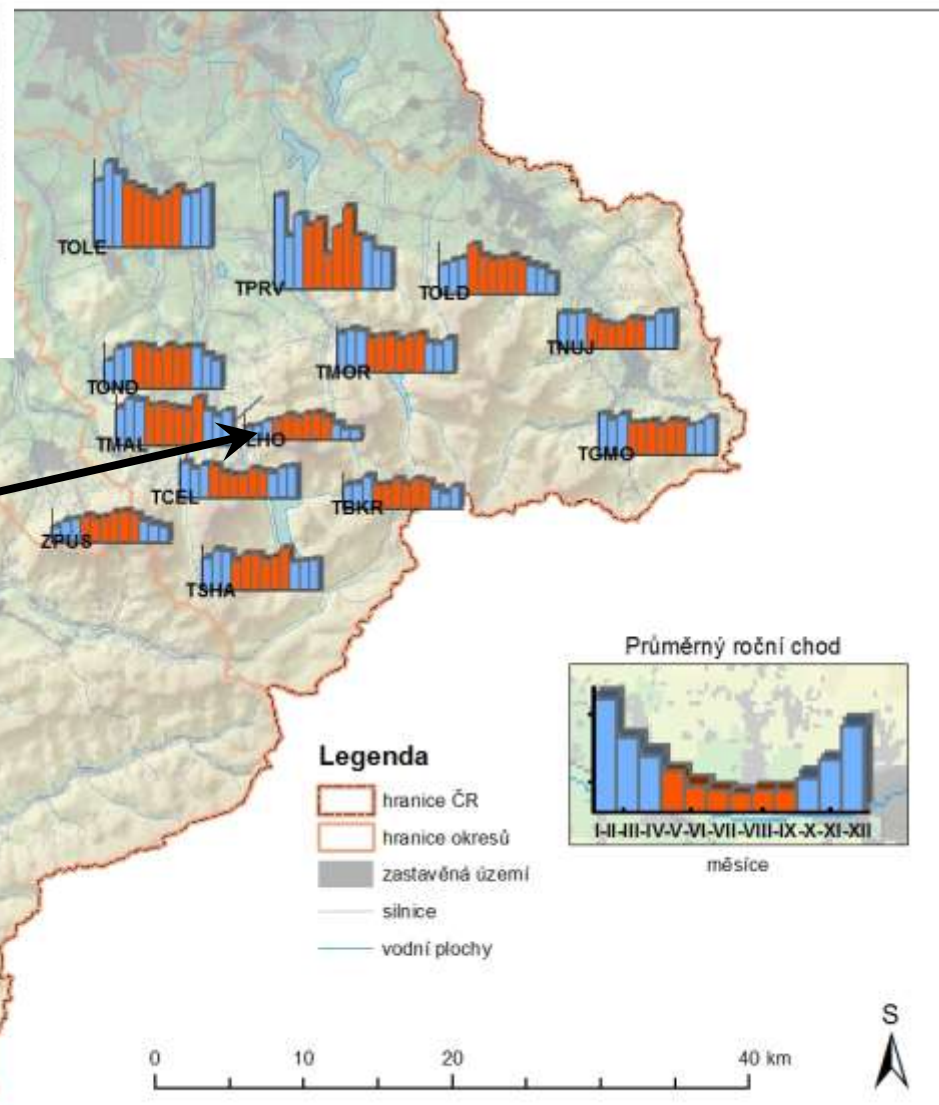 TOLE
TPRV
TOLD
TNUJ
TMOR
TOND
TMAL
TGMO
TCEL
TBKR
ZPUS
TSHA
Průměrný roční chod
I-II-III-IV-V-VI-VII-VIII-IX-X-XI-XII
měsíce
Legenda
hranice ČR
hranice okresů
zastavěná území
silnice
vodní plochy
0 10 20 40 km
S